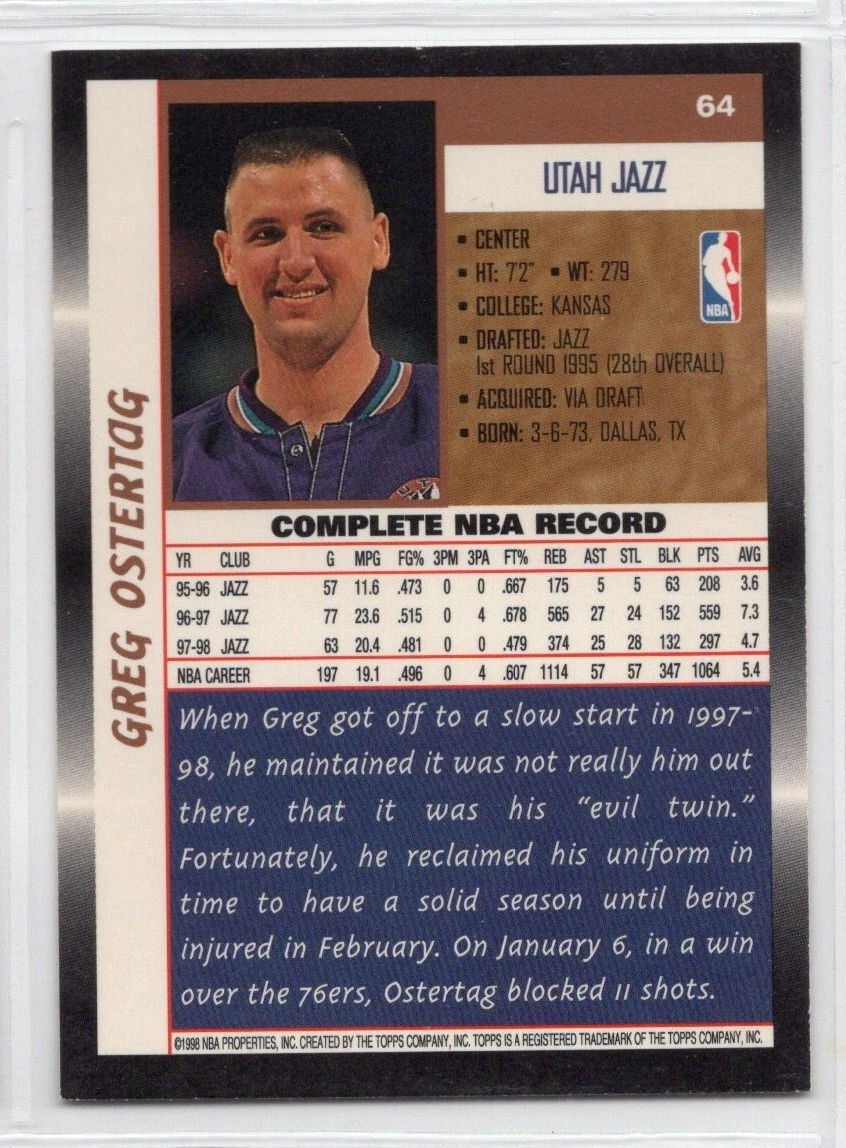 64
UTAH JAZZ
▪ CENTER
▪ HT: 7'2" ▪ WT: 279
▪ COLLEGE: KANSAS
▪ DRAFTED: JAZZ
1st ROUND 1995 (28th OVERALL)
▪ ACQUIRED: VIA DRAFT
▪ BORN: 3-6-73, DALLAS, TX
NBA
GREG OSTERTAG
COMPLETE NBA RECORD
YR CLUB G MPG FG% 3PM 3PA FT% REB AST STL BLK PTS AVG
95-96 JAZZ 57 11.6 .473 0 0 .667 175 5 5 63 208 3.6
96-97 JAZZ 77 23.6 .515 0 4 .678 565 27 24 152 559 7.3
97-98 JAZZ 63 20.4 .481 0 0 .479 374 25 28 132 297 4.7
NBA CAREER 197 19.1 .496 0 4 .607 1114 57 57 347 1064 5.4
When Greg got off to a slow start in 1997-
98, he maintained it was not really him out
there, that it was his “evil twin.”
Fortunately, he reclaimed his uniform in
time to have a solid season until being
injured in February. On January 6, in a win
over the 76ers, Ostertag blocked 11 shots.
©1998 NBA PROPERTIES, INC. CREATED BY THE TOPPS COMPANY, INC. TOPPS IS A REGISTERED TRADEMARK OF THE TOPPS COMPANY, INC.